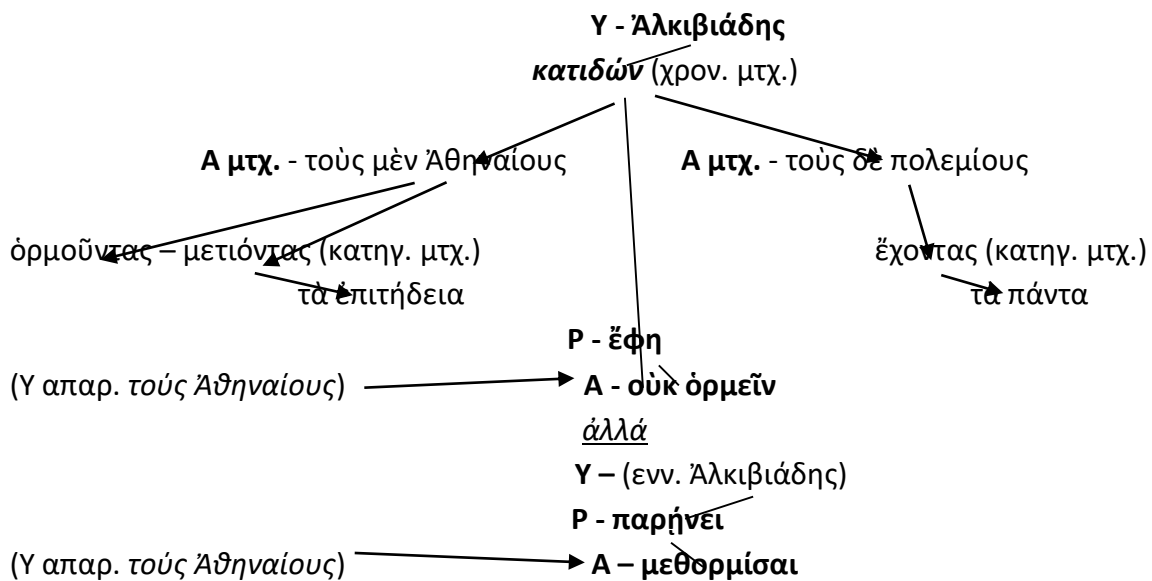 Υ - Ἀλκιβιάδης
κατιδών (χρον. μτχ.)
Α μτχ. - τοὺς μὲν Ἀθηναίους Α μτχ. - τοὺς δὲ πολεμίους
ὁρμοῦντας – μετιόντας (κατηγ. μτχ.) ἔχοντας (κατηγ. μτχ.)
τὰ ἐπιτήδεια τὰ πάντα
Ρ - ἔφη
(Υ απαρ. τούς Ἀθηναίους) Α - οὐκ ὁρμεῖν
ἀλλά
Υ – (ενν. Ἀλκιβιάδης)
Ρ - παρῄνει
(Υ απαρ. τούς Ἀθηναίους) Α – μεθορμίσαι